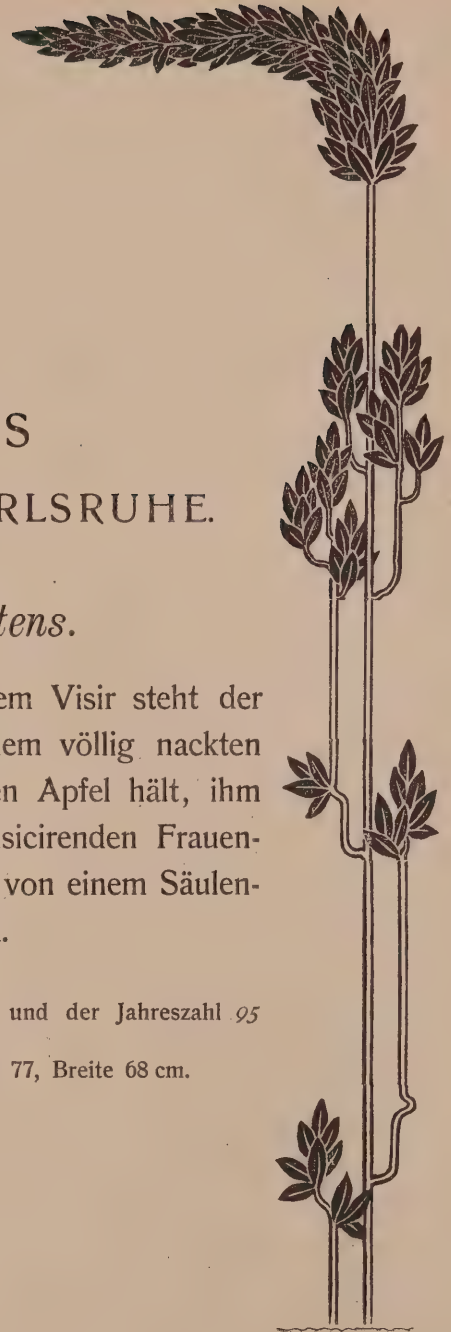 S
RLSRUHE.
tens.
em Visir steht der
em völlig nackten
en Apfel hält, ihm
sicirenden Frauen-
von einem Säulen-
und der Jahreszahl 95
77, Breite 68 cm.